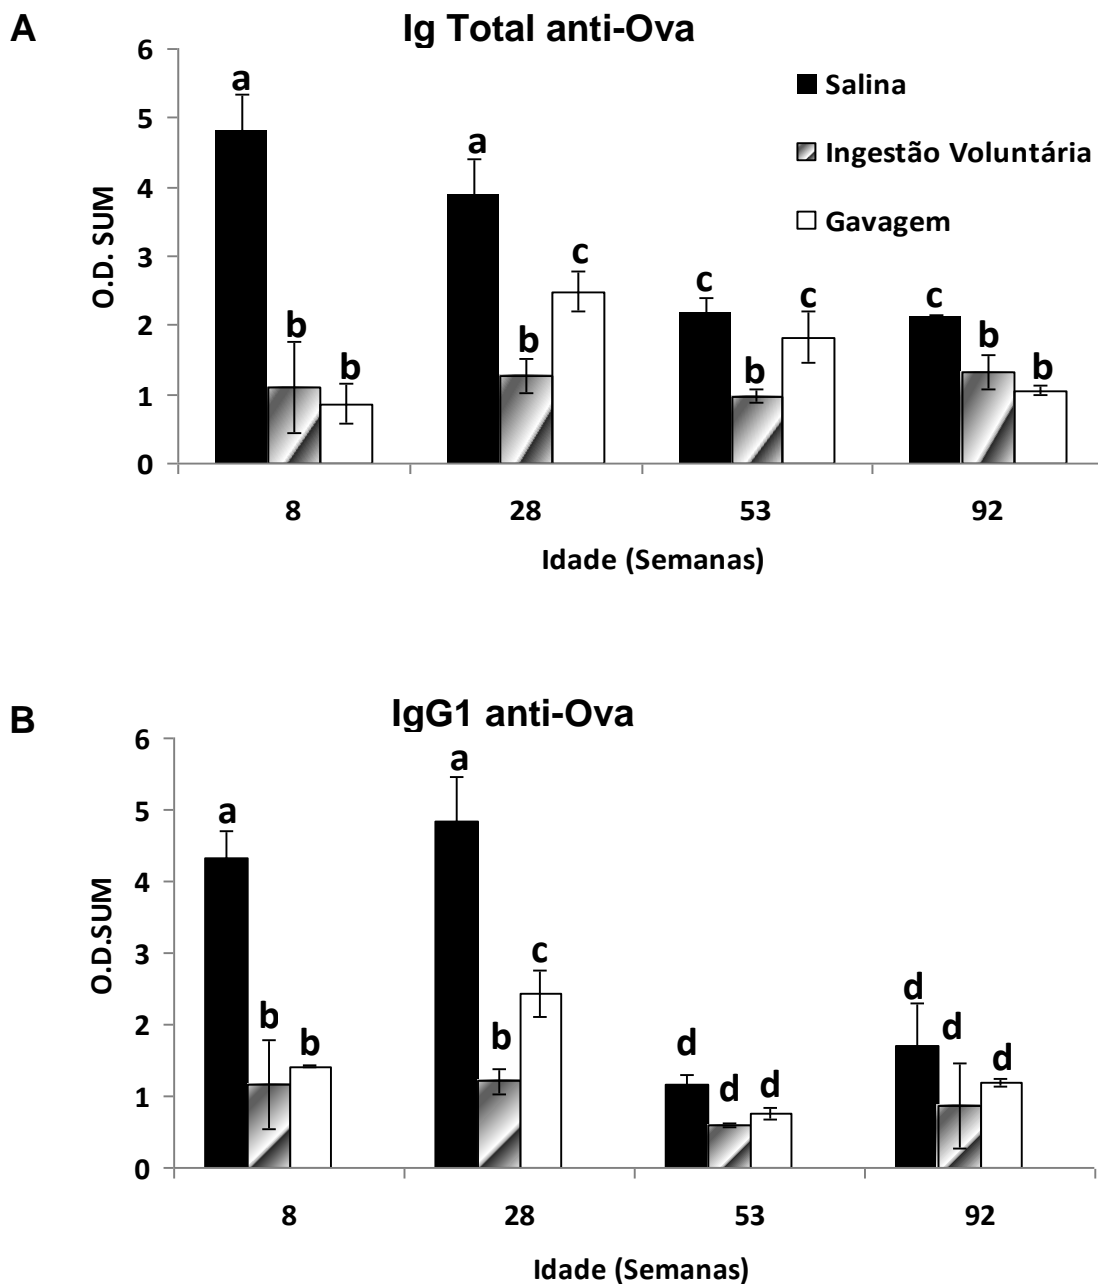 A
Ig Total anti-Ova
6
5
4
3
2
1
0
O.D. SUM
a
b
b
a
b
c
c
b
c
c
b
b
Salina
Ingestão Voluntária
Gavagem
8 28 53 92
Idade (Semanas)
B
IgG1 anti-Ova
6
5
4
3
2
1
0
O.D.SUM
a
b
b
a
b
c
d
d
d
d
d
d
8 28 53 92
Idade (Semanas)